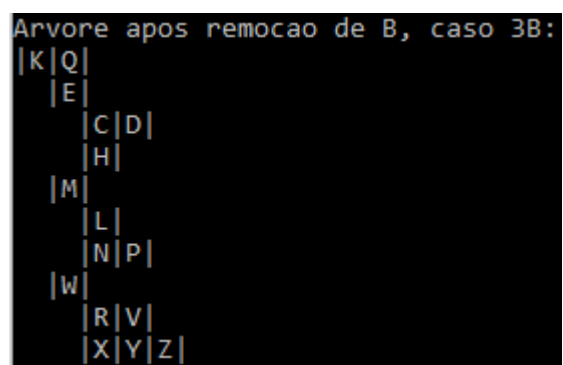 Arvore apos remocao de B, caso 3B:
|K|Q|
|E|
|C|D|
|H|
|M|
|L|
|N|P|
|W|
|R|V|
|X|Y|Z|